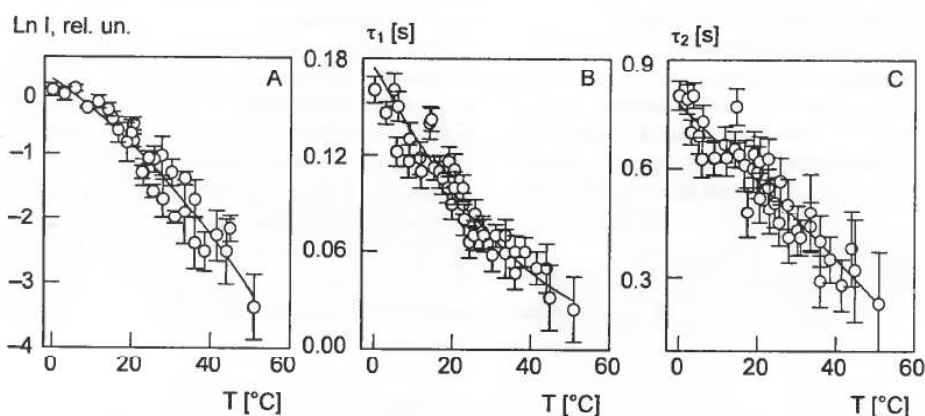 Ln I, rel. un.
τ₁ [s]
τ₂ [s]
A
B
C
0
−1
−2
−3
−4
0.18
0.12
0.06
0.00
0.9
0.6
0.3
0 20 40 60
0 20 40 60
0 20 40 60
T [°C]
T [°C]
T [°C]